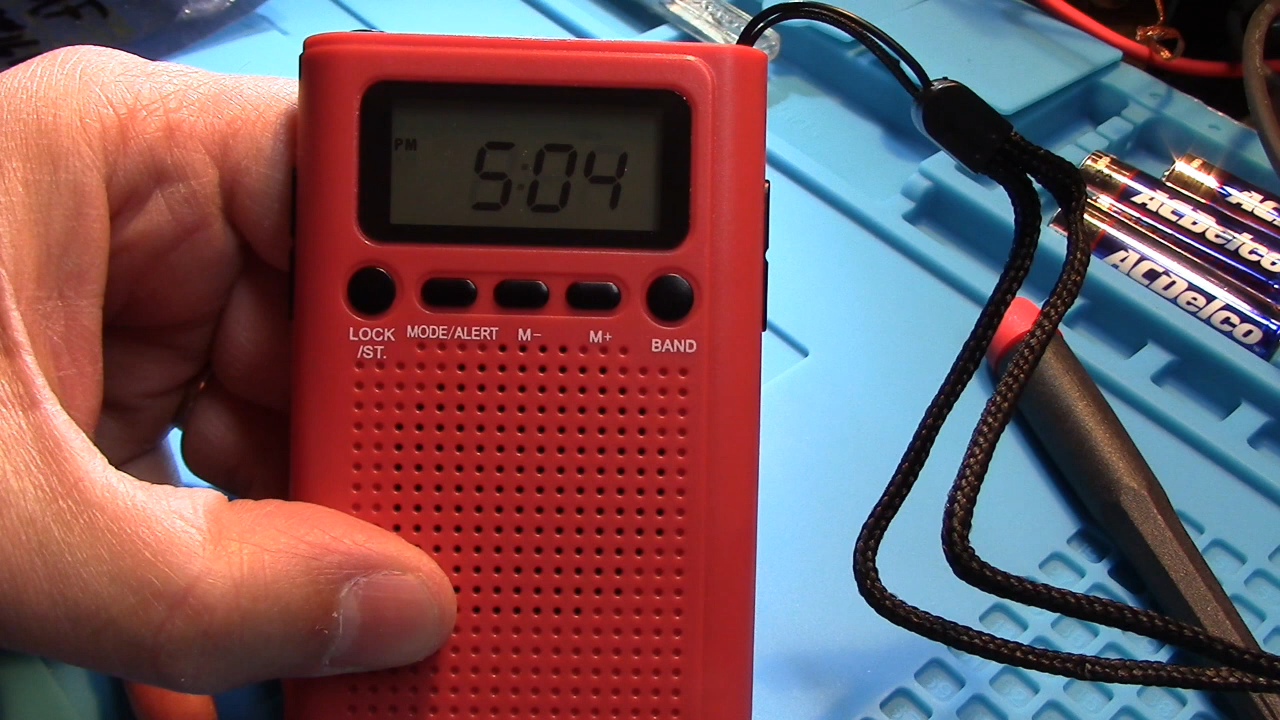 PM 5:04
LOCK /ST.
MODE/ALERT
M-
M+
BAND
ACDelco
ACDelco